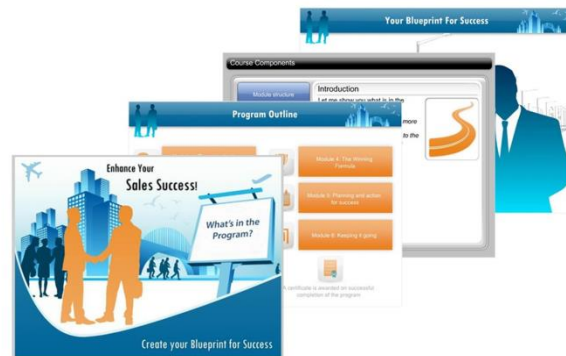 Your Blueprint For Success
Course Components
Module structure
Introduction
Let me show you what is in the
more
to the
Program Outline
Module 4: The Winning
Formula
Module 5: Planning and action
for success
Module 6: Keeping it going
certificate is awarded on successful
completion of the program
Enhance Your
Sales Success!
What's in the
Program?
Create your Blueprint for Success